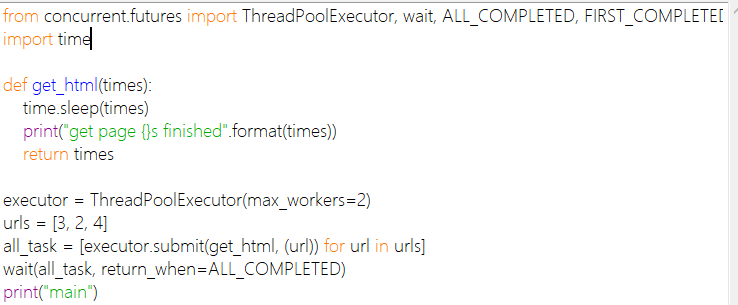 from concurrent.futures import ThreadPoolExecutor, wait, ALL_COMPLETED, FIRST_COMPLETED
import time
def get_html(times):
    time.sleep(times)
    print("get page {}s finished".format(times))
    return times
executor = ThreadPoolExecutor(max_workers=2)
urls = [3, 2, 4]
all_task = [executor.submit(get_html, (url)) for url in urls]
wait(all_task, return_when=ALL_COMPLETED)
print("main")